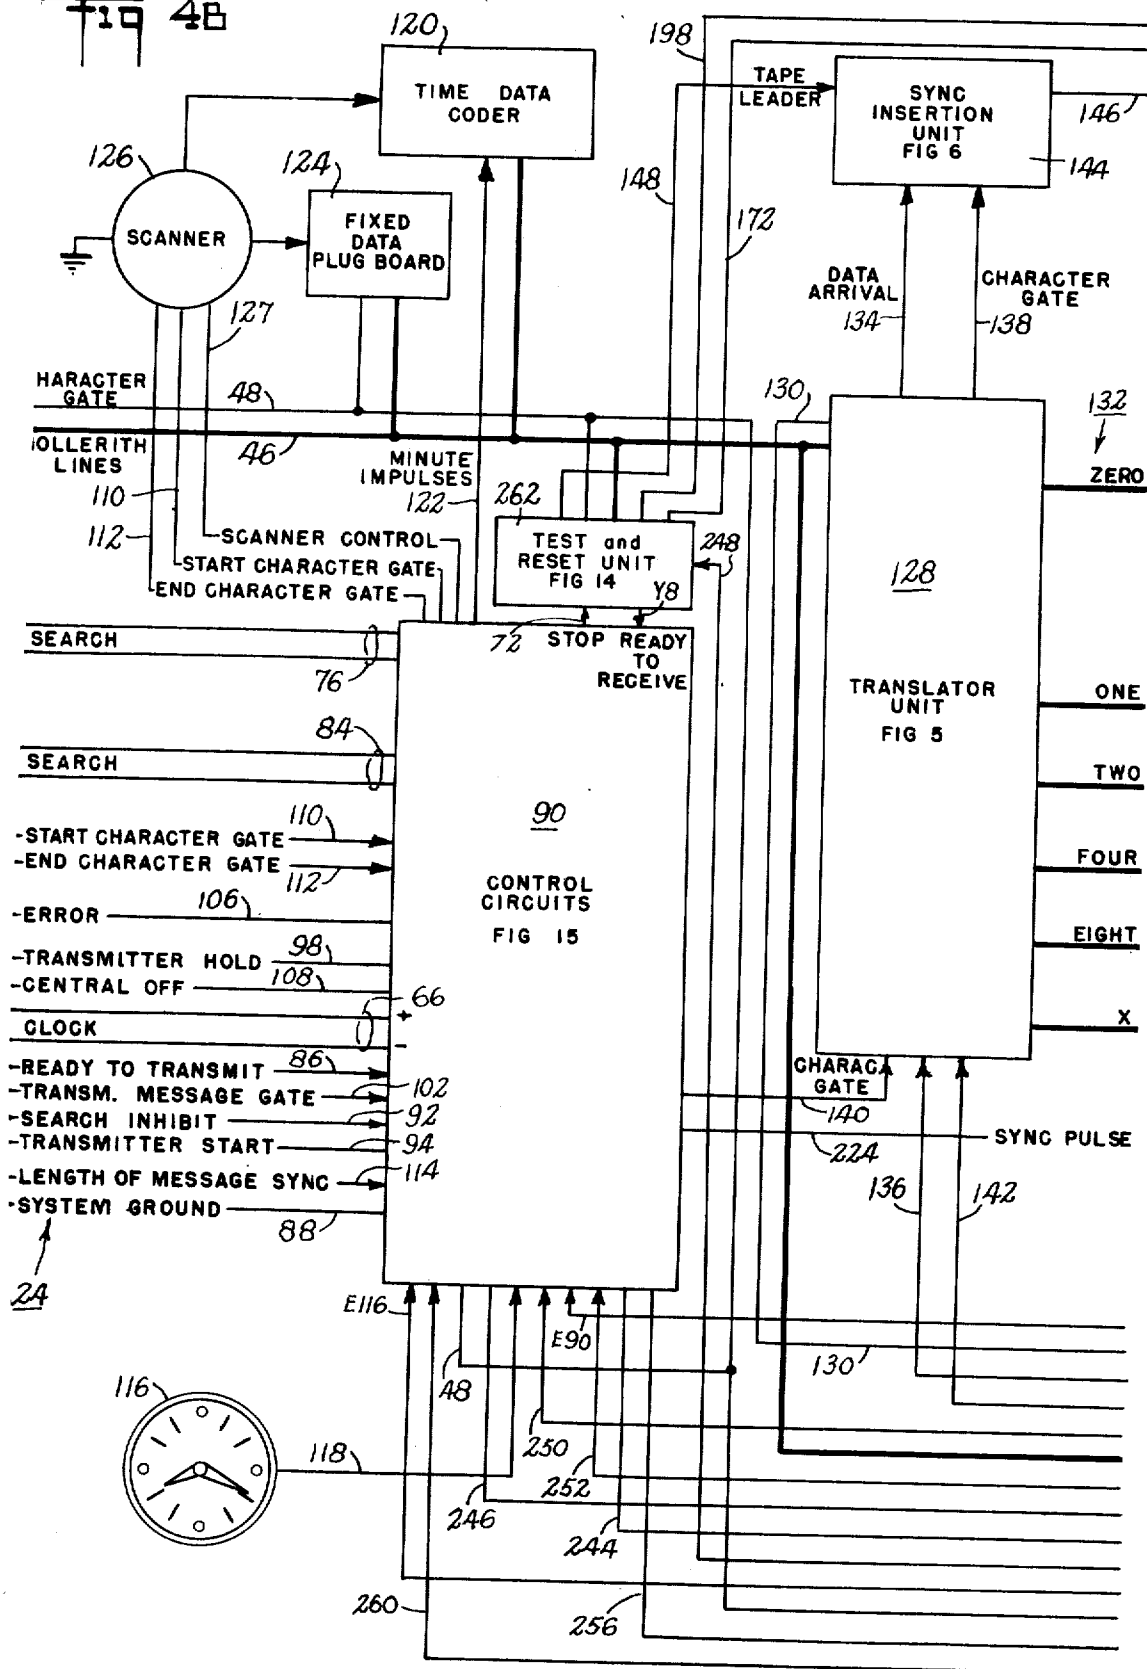 Fig 4B
120
198
TIME DATA
CODER
TAPE
LEADER
SYNC
INSERTION
UNIT
FIG 6
146
144
126
124
148
SCANNER
FIXED
DATA
PLUG BOARD
172
127
DATA
ARRIVAL
134
CHARACTER
GATE
138
HARACTER
GATE
48
130
132
OLLERITH
LINES
46
MINUTE
IMPULSES
122
262
ZERO
110
112
SCANNER CONTROL
START CHARACTER GATE
END CHARACTER GATE
TEST and
RESET UNIT
FIG 14
248
Y8
128
SEARCH
76
72
STOP READY
TO
RECEIVE
TRANSLATOR
UNIT
FIG 5
ONE
84
SEARCH
TWO
90
110
-START CHARACTER GATE
-END CHARACTER GATE
112
FOUR
CONTROL
CIRCUITS
FIG 15
106
-ERROR
EIGHT
-TRANSMITTER HOLD 98
-CENTRAL OFF 108
66
+
CLOCK
-
X
-READY TO TRANSMIT 86
-TRANSM. MESSAGE GATE 102
-SEARCH INHIBIT 92
-TRANSMITTER START 94
-LENGTH OF MESSAGE SYNC 114
-SYSTEM GROUND 88
CHARAC.
GATE
140
224
SYNC PULSE
136
142
24
E116
E90
130
48
116
250
118
252
246
244
260
256